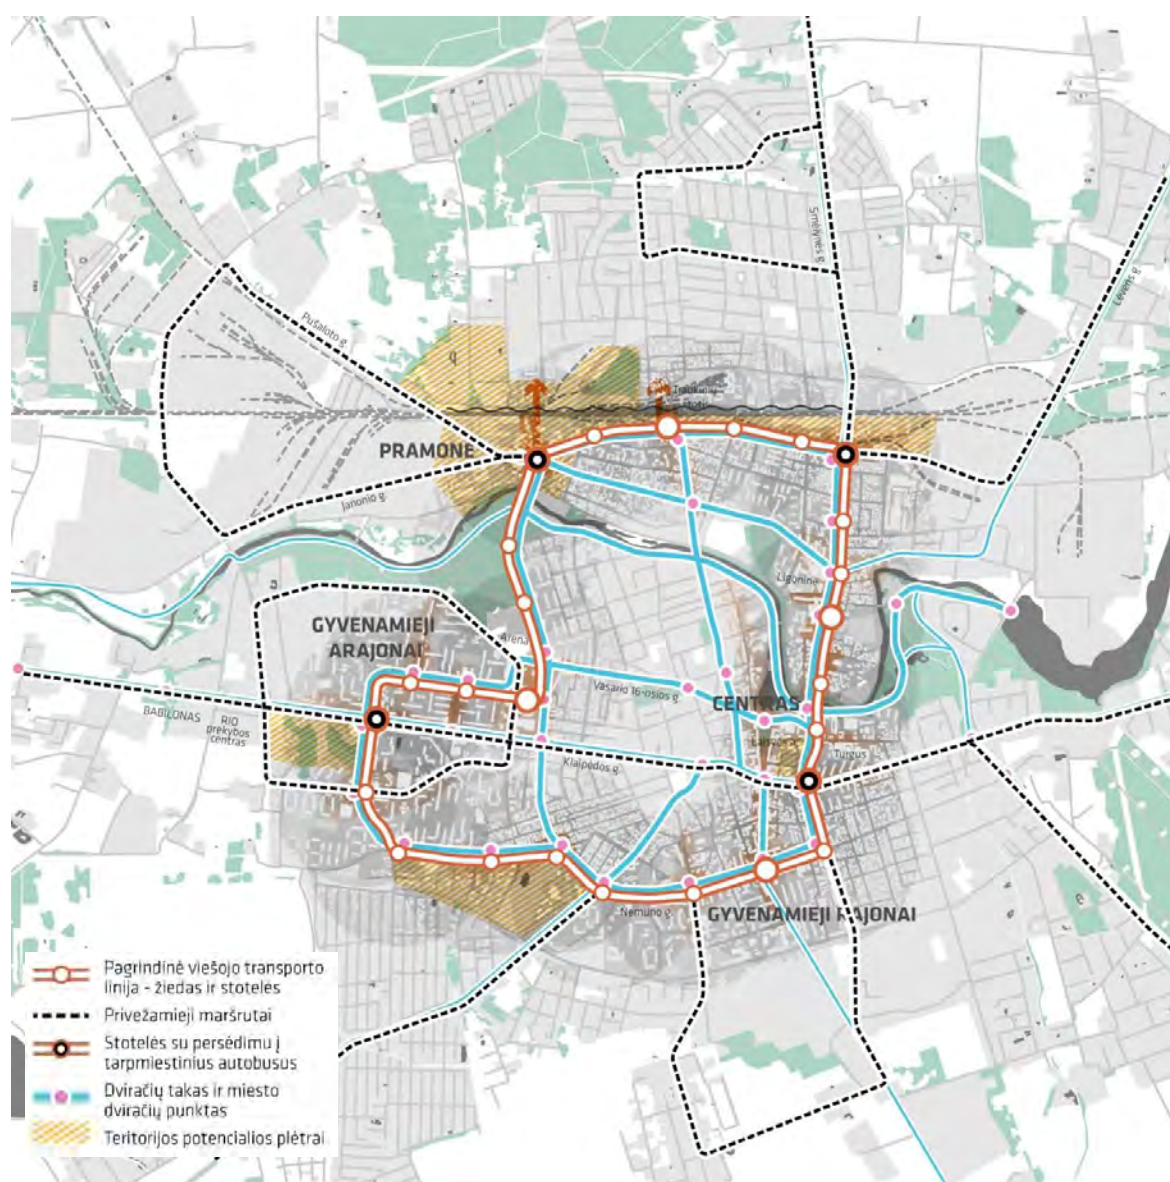 Smėlynės g.
Lėvens g.
Pušaloto g.
PRAMONĖ
Janonio g.
Ligoninė
GYVENAMIEJI
ARAJONAI
Arena
Vasario 16-osios g.
CENTRAS
BABILONAS
RIO
prekybos
centras
Klaipėdos g.
Turgus
Nemuno g.
GYVENAMIEJI RAJONAI
Pagrindinė viešojo transporto
linija - žiedas ir stotelės
Privežamieji maršrutai
Stotelės su persėdimu į
tarpmiestinius autobusus
Dviračių takas ir miesto
dviračių punktas
Teritorijos potencialios plėtrai